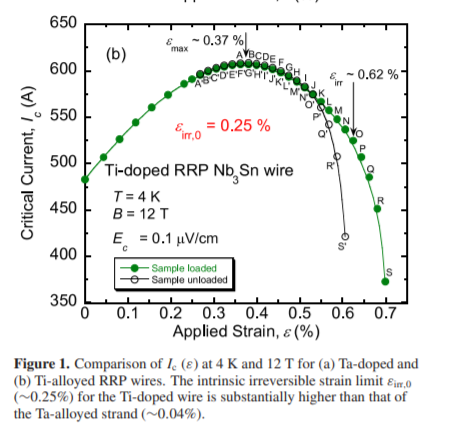 650
600
550
500
450
400
350
Critical Current, I_c (A)
(b)
ε_max ~ 0.37 %
ABCDEF
GH
I
J
K
L
M
N
O
P
Q
R
S
A'B'C'D'E'F'G'H'I'J'K'L'
M'
N'
O'
P'
Q'
R'
S'
ε_irr ~ 0.62 %
ε_irr,0 = 0.25 %
Ti-doped RRP Nb3Sn wire
T = 4 K
B = 12 T
E_c = 0.1 μV/cm
Sample loaded
Sample unloaded
0 0.1 0.2 0.3 0.4 0.5 0.6 0.7
Applied Strain, ε (%)
Figure 1. Comparison of I_c (ε) at 4 K and 12 T for (a) Ta-doped and
(b) Ti-alloyed RRP wires. The intrinsic irreversible strain limit ε_irr,0
(~0.25%) for the Ti-doped wire is substantially higher than that of
the Ta-alloyed strand (~0.04%).